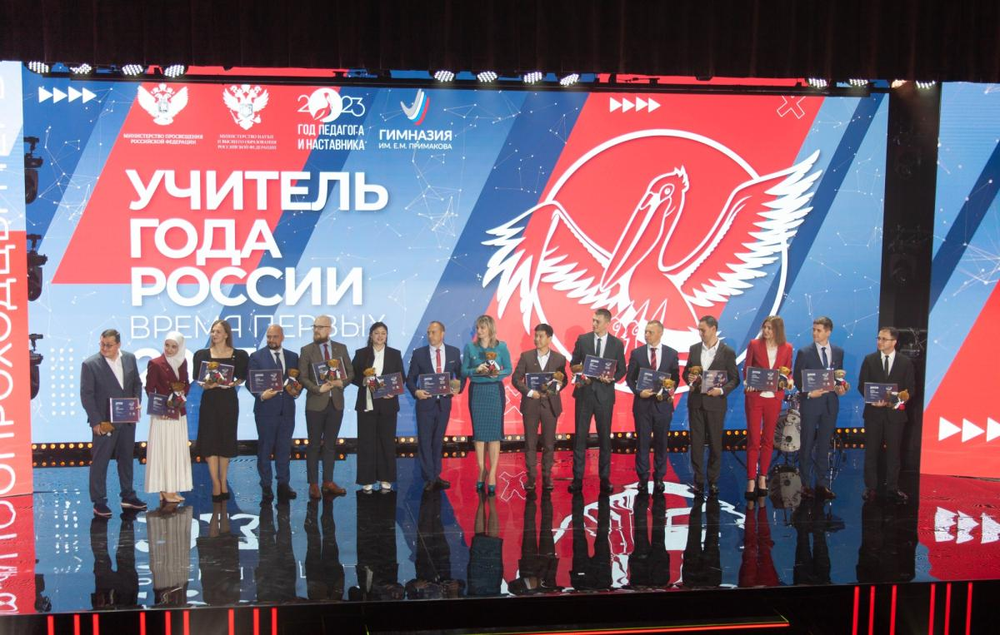 МИНИСТЕРСТВО ПРОСВЕЩЕНИЯ
РОССИЙСКОЙ ФЕДЕРАЦИИ
МИНИСТЕРСТВО НАУКИ
И ВЫСШЕГО ОБРАЗОВАНИЯ
РОССИЙСКОЙ ФЕДЕРАЦИИ
2023
ГОД ПЕДАГОГА
И НАСТАВНИКА
ГИМНАЗИЯ
ИМ. Е.М. ПРИМАКОВА
УЧИТЕЛЬ
ГОДА
РОССИИ
ВРЕМЯ ПЕРВЫХ